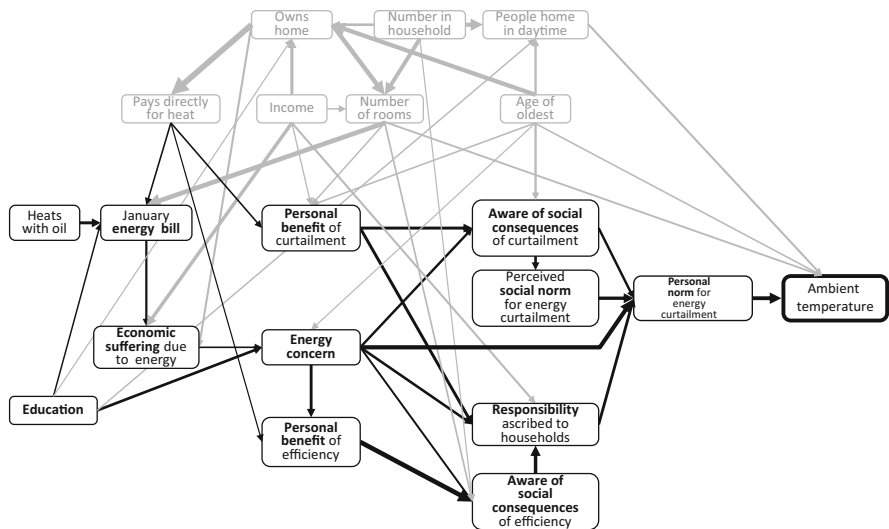 Owns
home
Number in
household
People home
in daytime
Pays directly
for heat
Income
Number
of rooms
Age of
oldest
Heats
with oil
January
energy bill
Personal
benefit of
curtailment
Aware of social
consequences
of curtailment
Perceived
social norm
for energy
curtailment
Personal
norm for
energy
curtailment
Ambient
temperature
Economic
suffering due
to energy
Energy
concern
Education
Personal
benefit of
efficiency
Responsibility
ascribed to
households
Aware of
social
consequences
of efficiency